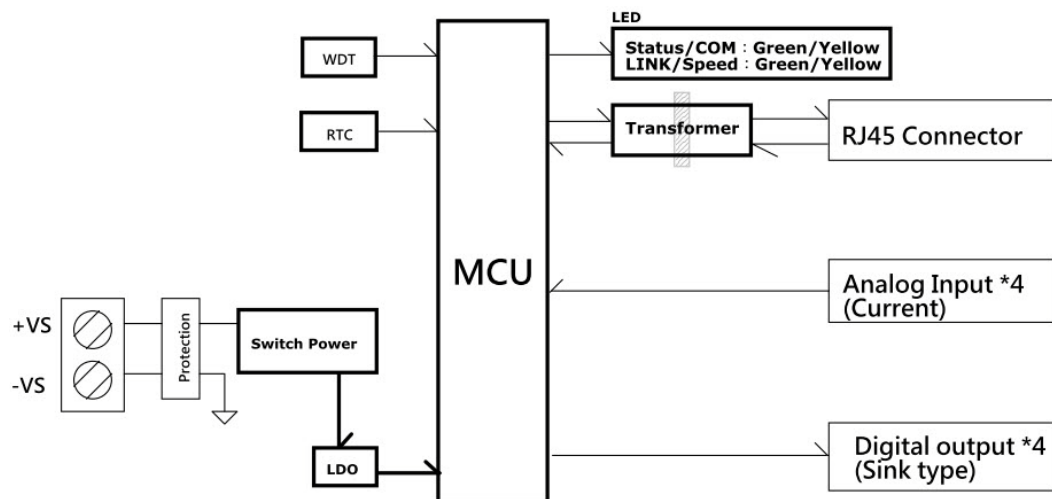 LED
Status/COM : Green/Yellow
LINK/Speed : Green/Yellow
WDT
RTC
Transformer
RJ45 Connector
MCU
Analog Input *4
(Current)
+VS
-VS
Protection
Switch Power
LDO
Digital output *4
(Sink type)